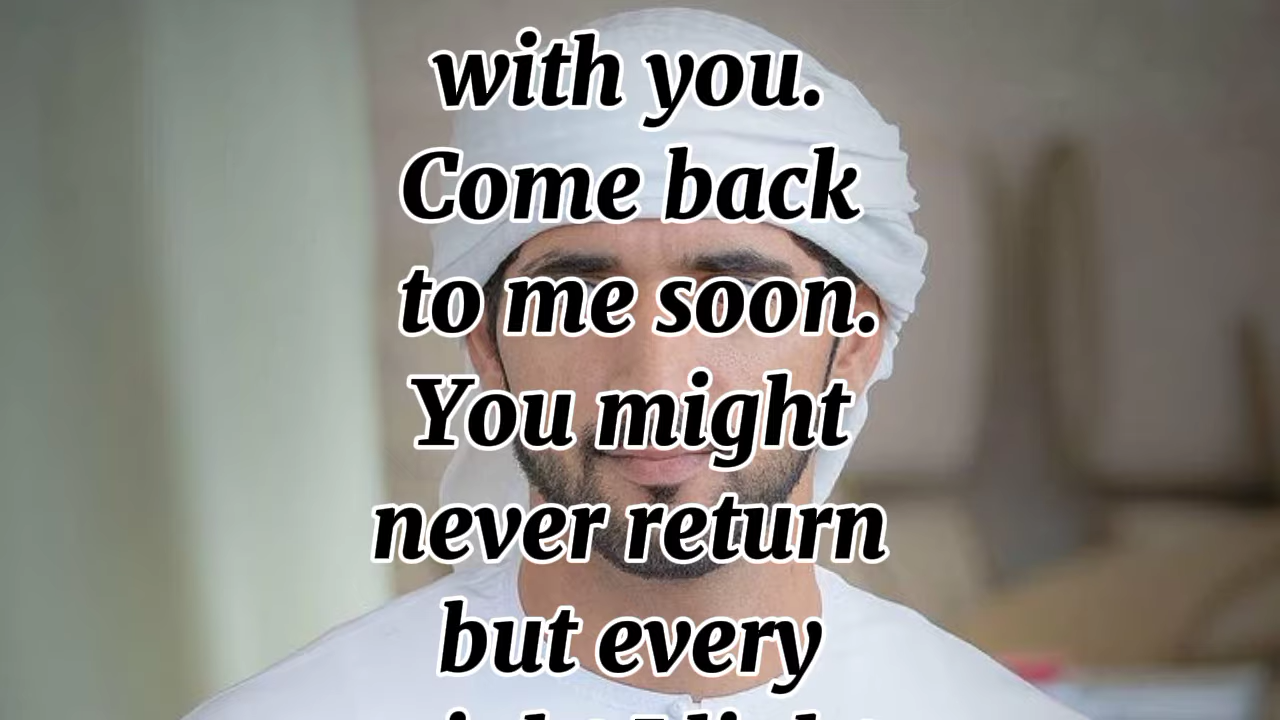 with you.
Come back
to me soon.
You might
never return
but every